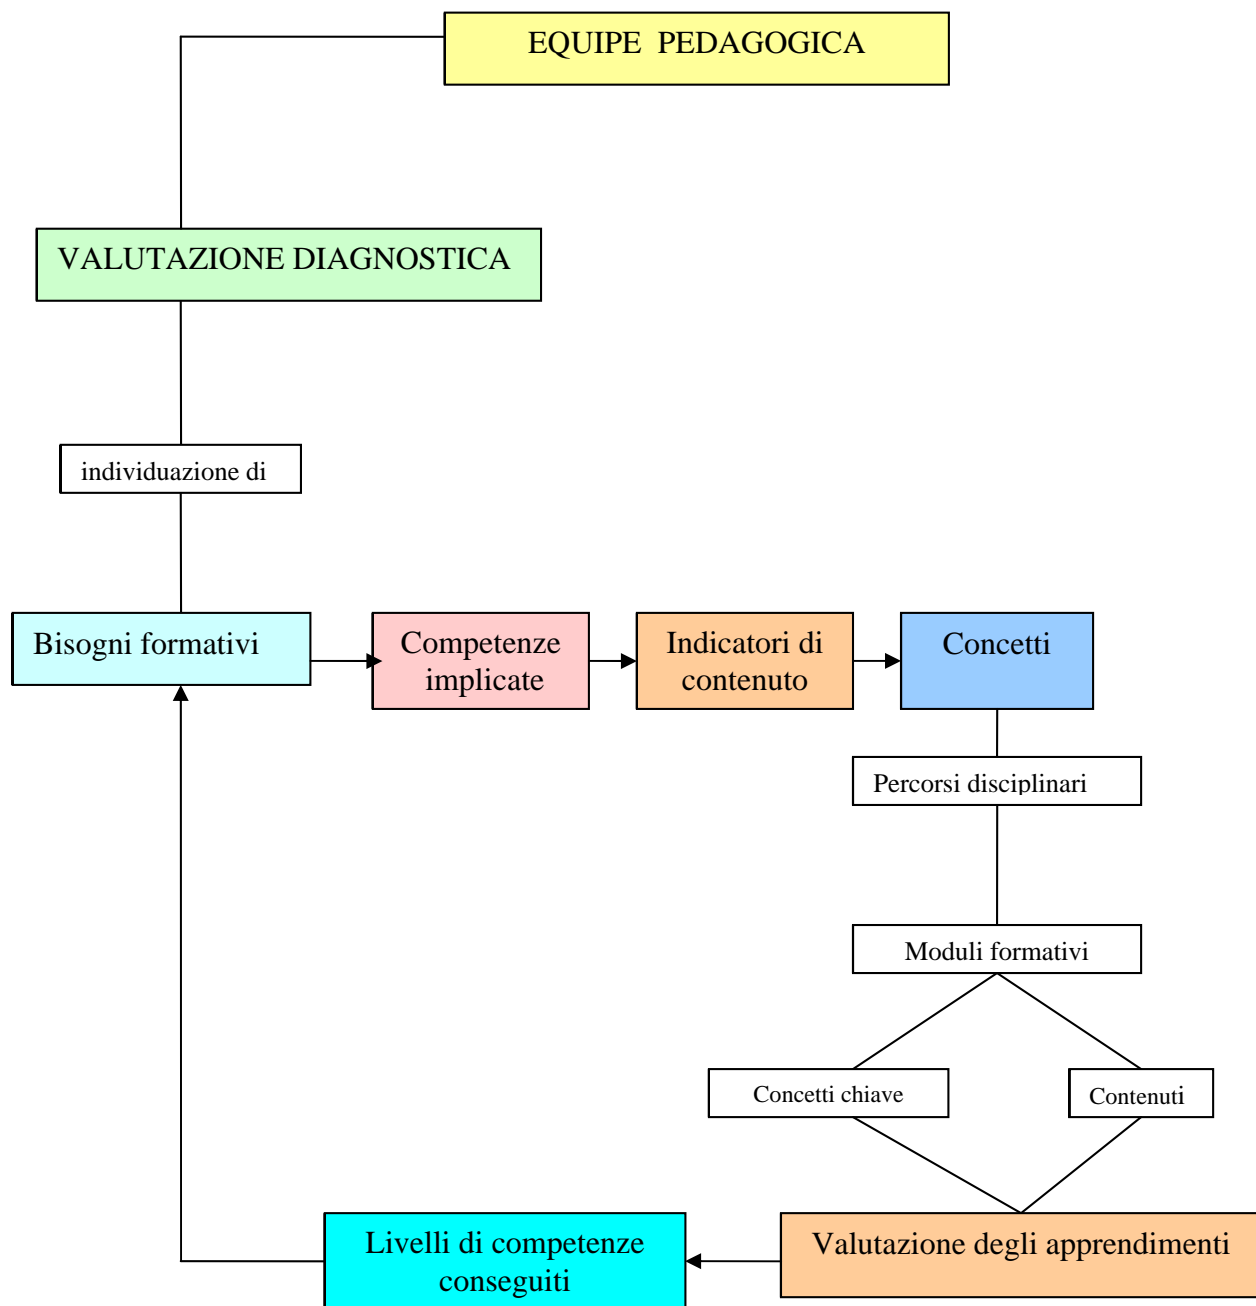 EQUIPE PEDAGOGICA
VALUTAZIONE DIAGNOSTICA
individuazione di
Bisogni formativi
Competenze
implicate
Indicatori di
contenuto
Concetti
Percorsi disciplinari
Moduli formativi
Concetti chiave
Contenuti
Livelli di competenze
conseguiti
Valutazione degli apprendimenti